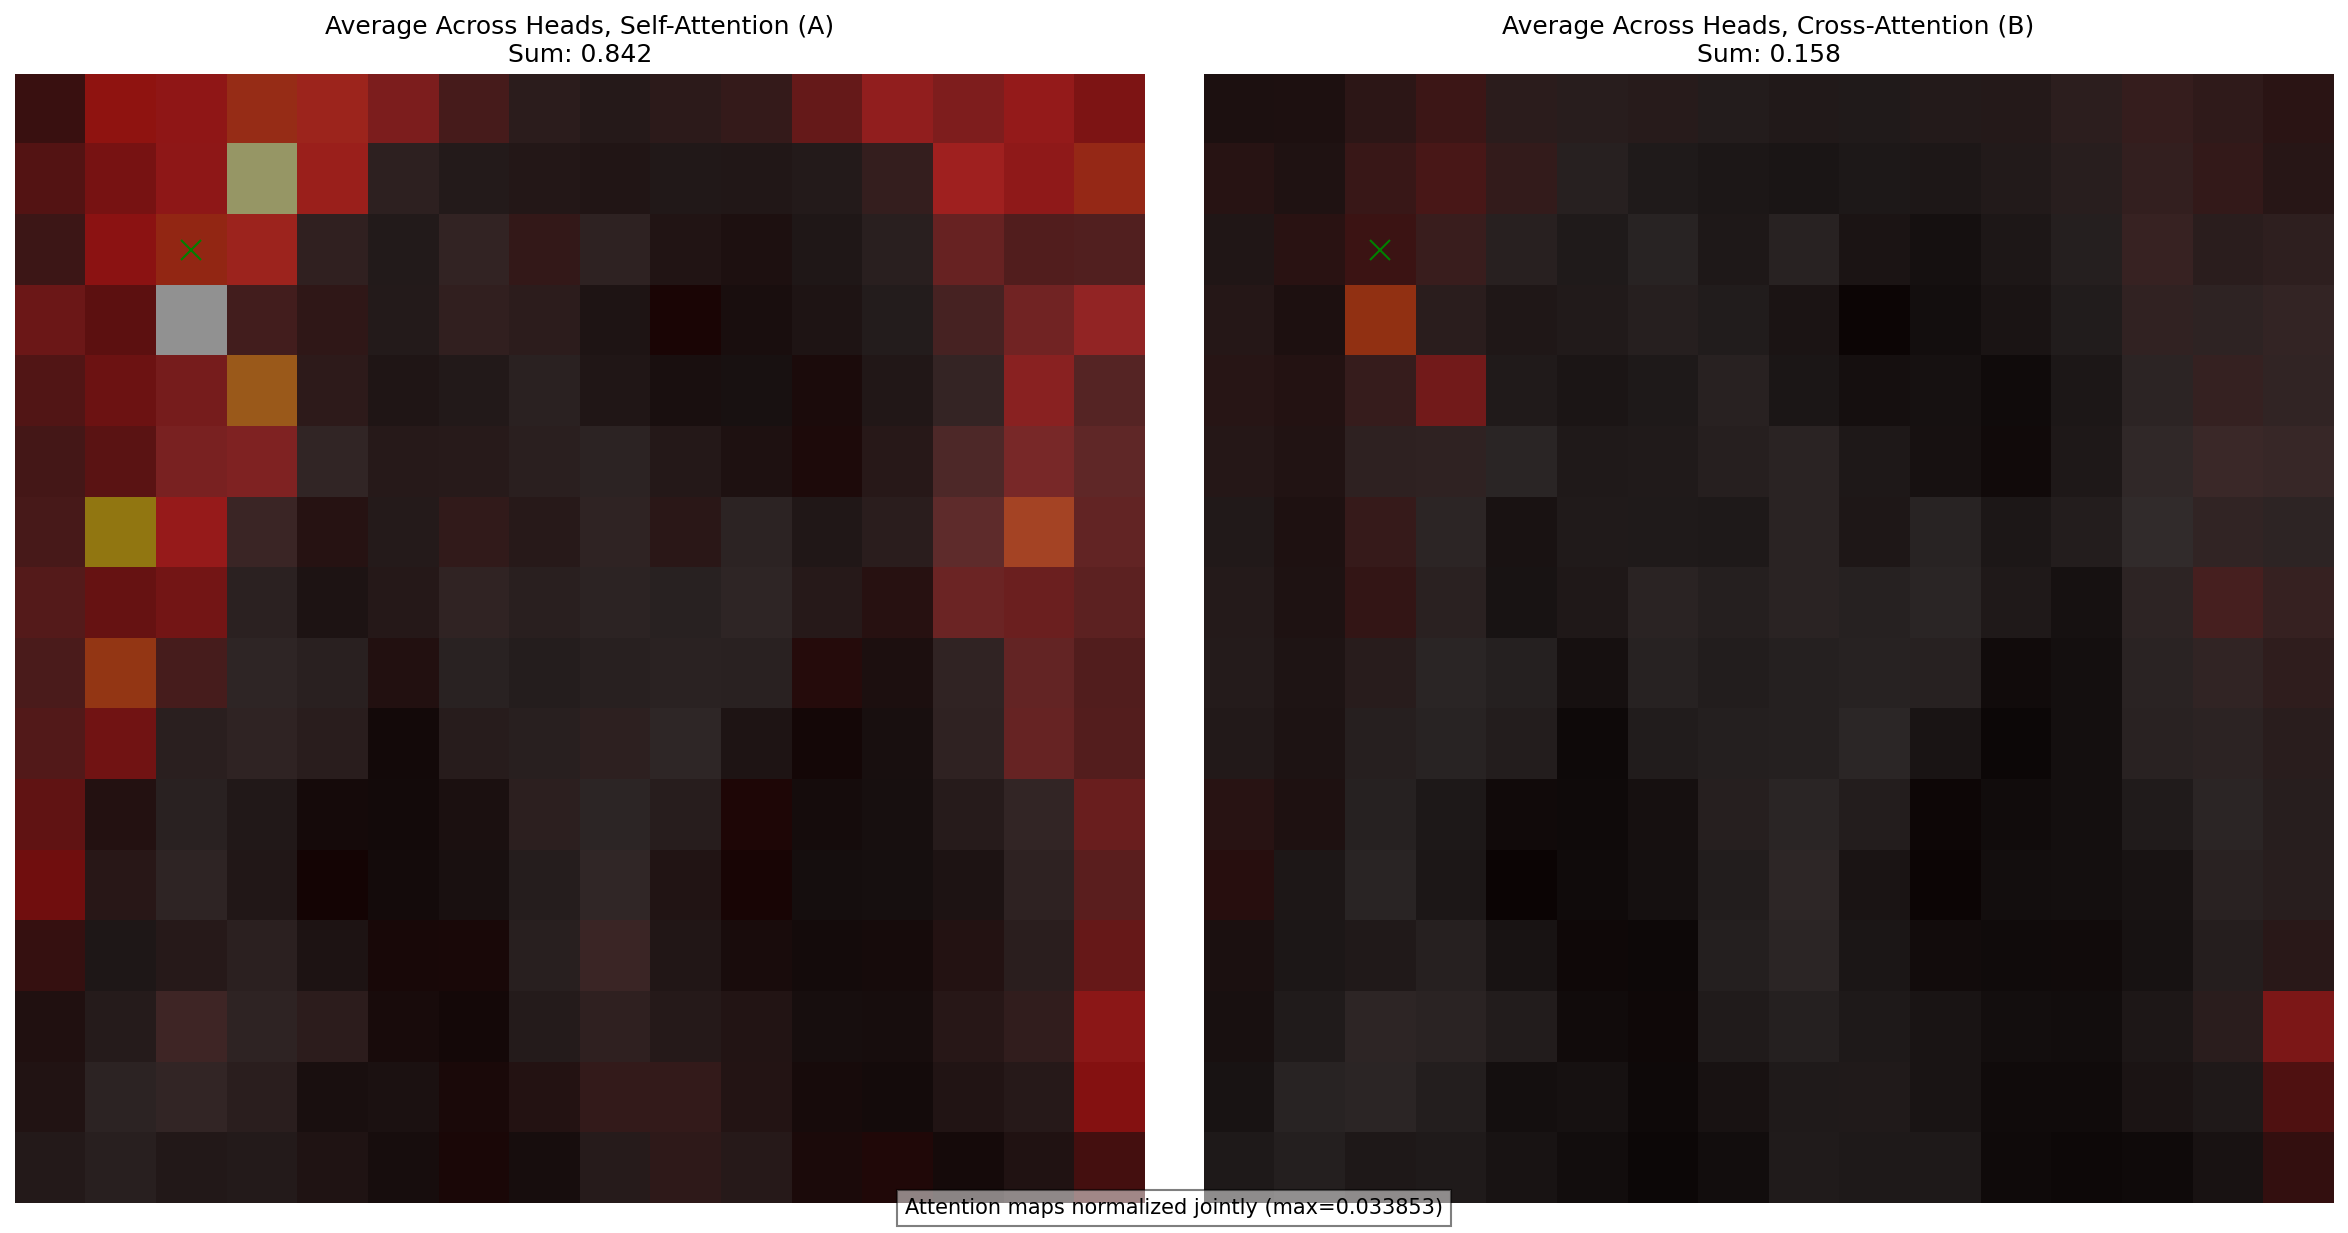 Average Across Heads, Self-Attention (A)
Sum: 0.842
Average Across Heads, Cross-Attention (B)
Sum: 0.158
Attention maps normalized jointly (max=0.033853)